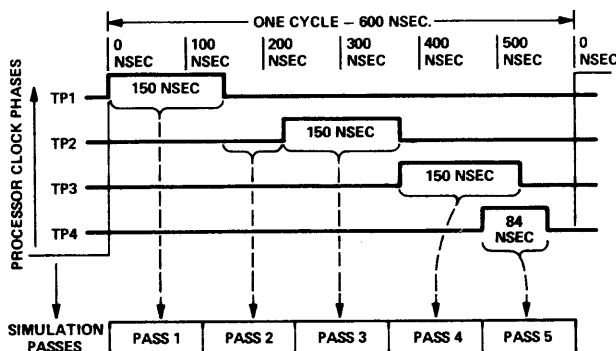 ONE CYCLE – 600 NSEC.
0 NSEC
100 NSEC
200 NSEC
300 NSEC
400 NSEC
500 NSEC
0 NSEC
PROCESSOR CLOCK PHASES
TP1
150 NSEC
TP2
150 NSEC
TP3
150 NSEC
TP4
84 NSEC
SIMULATION PASSES
PASS 1
PASS 2
PASS 3
PASS 4
PASS 5